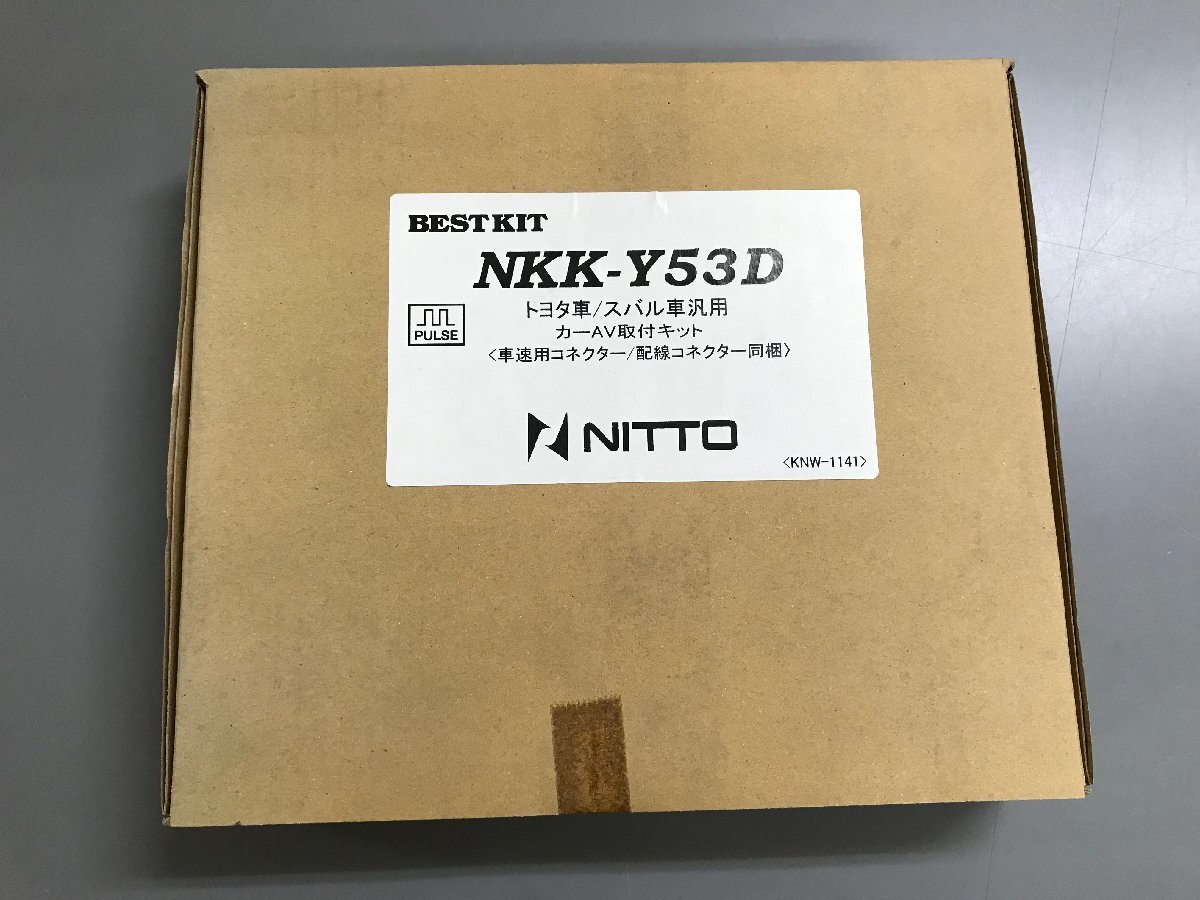 BEST KIT
NKK-Y53D
トヨタ車/スバル車汎用
PULSE
カーAV取付キット
〈車速用コネクター/配線コネクター同梱〉
NITTO
〈KNW-1141〉